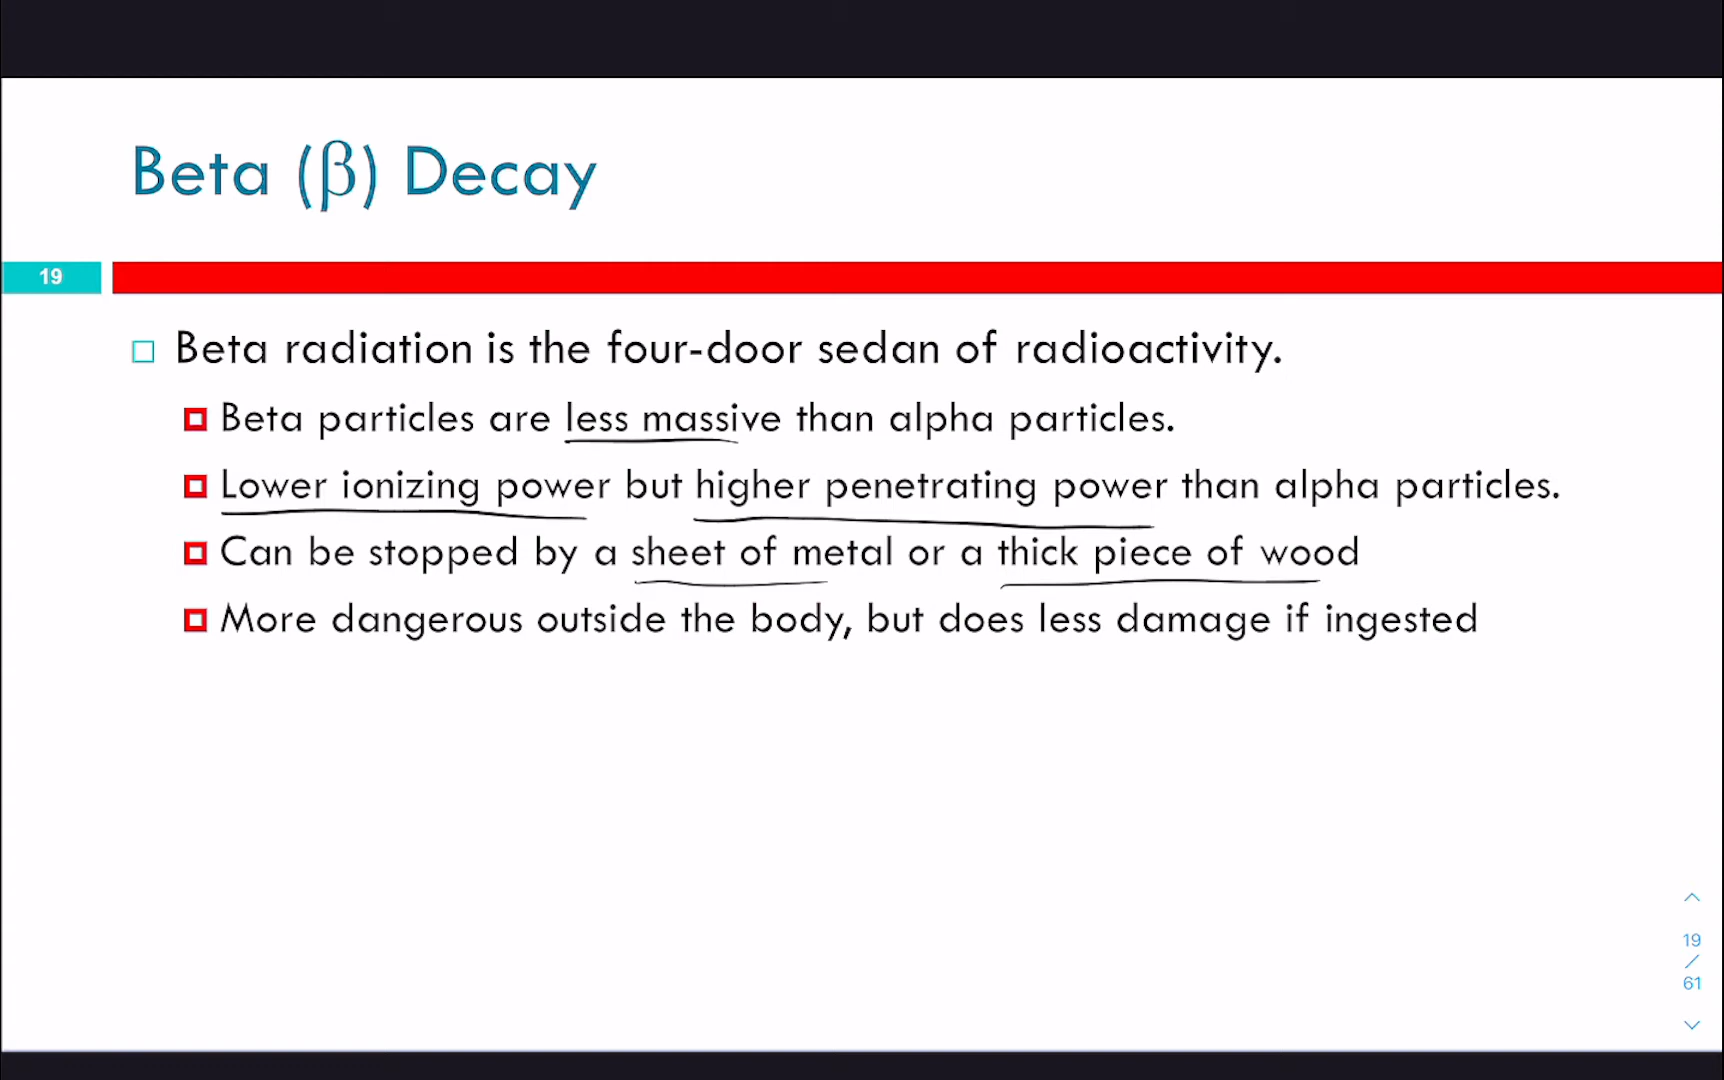 Beta (β) Decay
19
Beta radiation is the four-door sedan of radioactivity.
Beta particles are less massive than alpha particles.
Lower ionizing power but higher penetrating power than alpha particles.
Can be stopped by a sheet of metal or a thick piece of wood
More dangerous outside the body, but does less damage if ingested
19
/
61